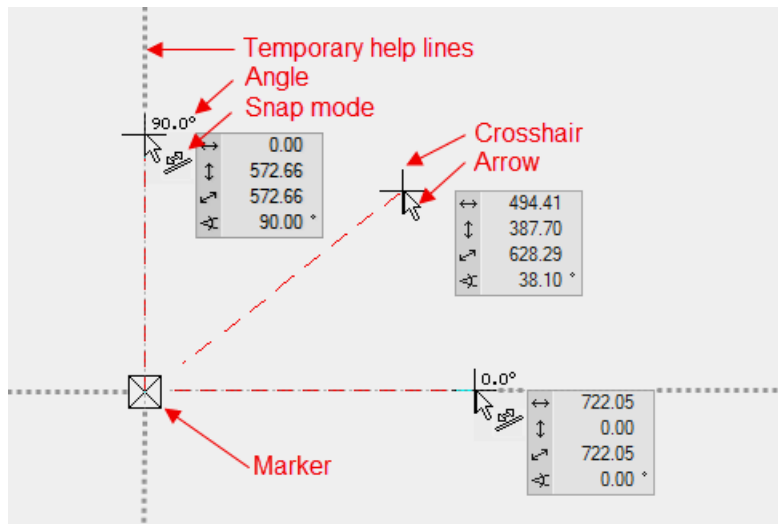 Temporary help lines
Angle
Snap mode
90.0°
0.00
572.66
572.66
90.00 °
Crosshair
Arrow
494.41
387.70
628.29
38.10 °
0.0°
722.05
0.00
722.05
0.00 °
Marker